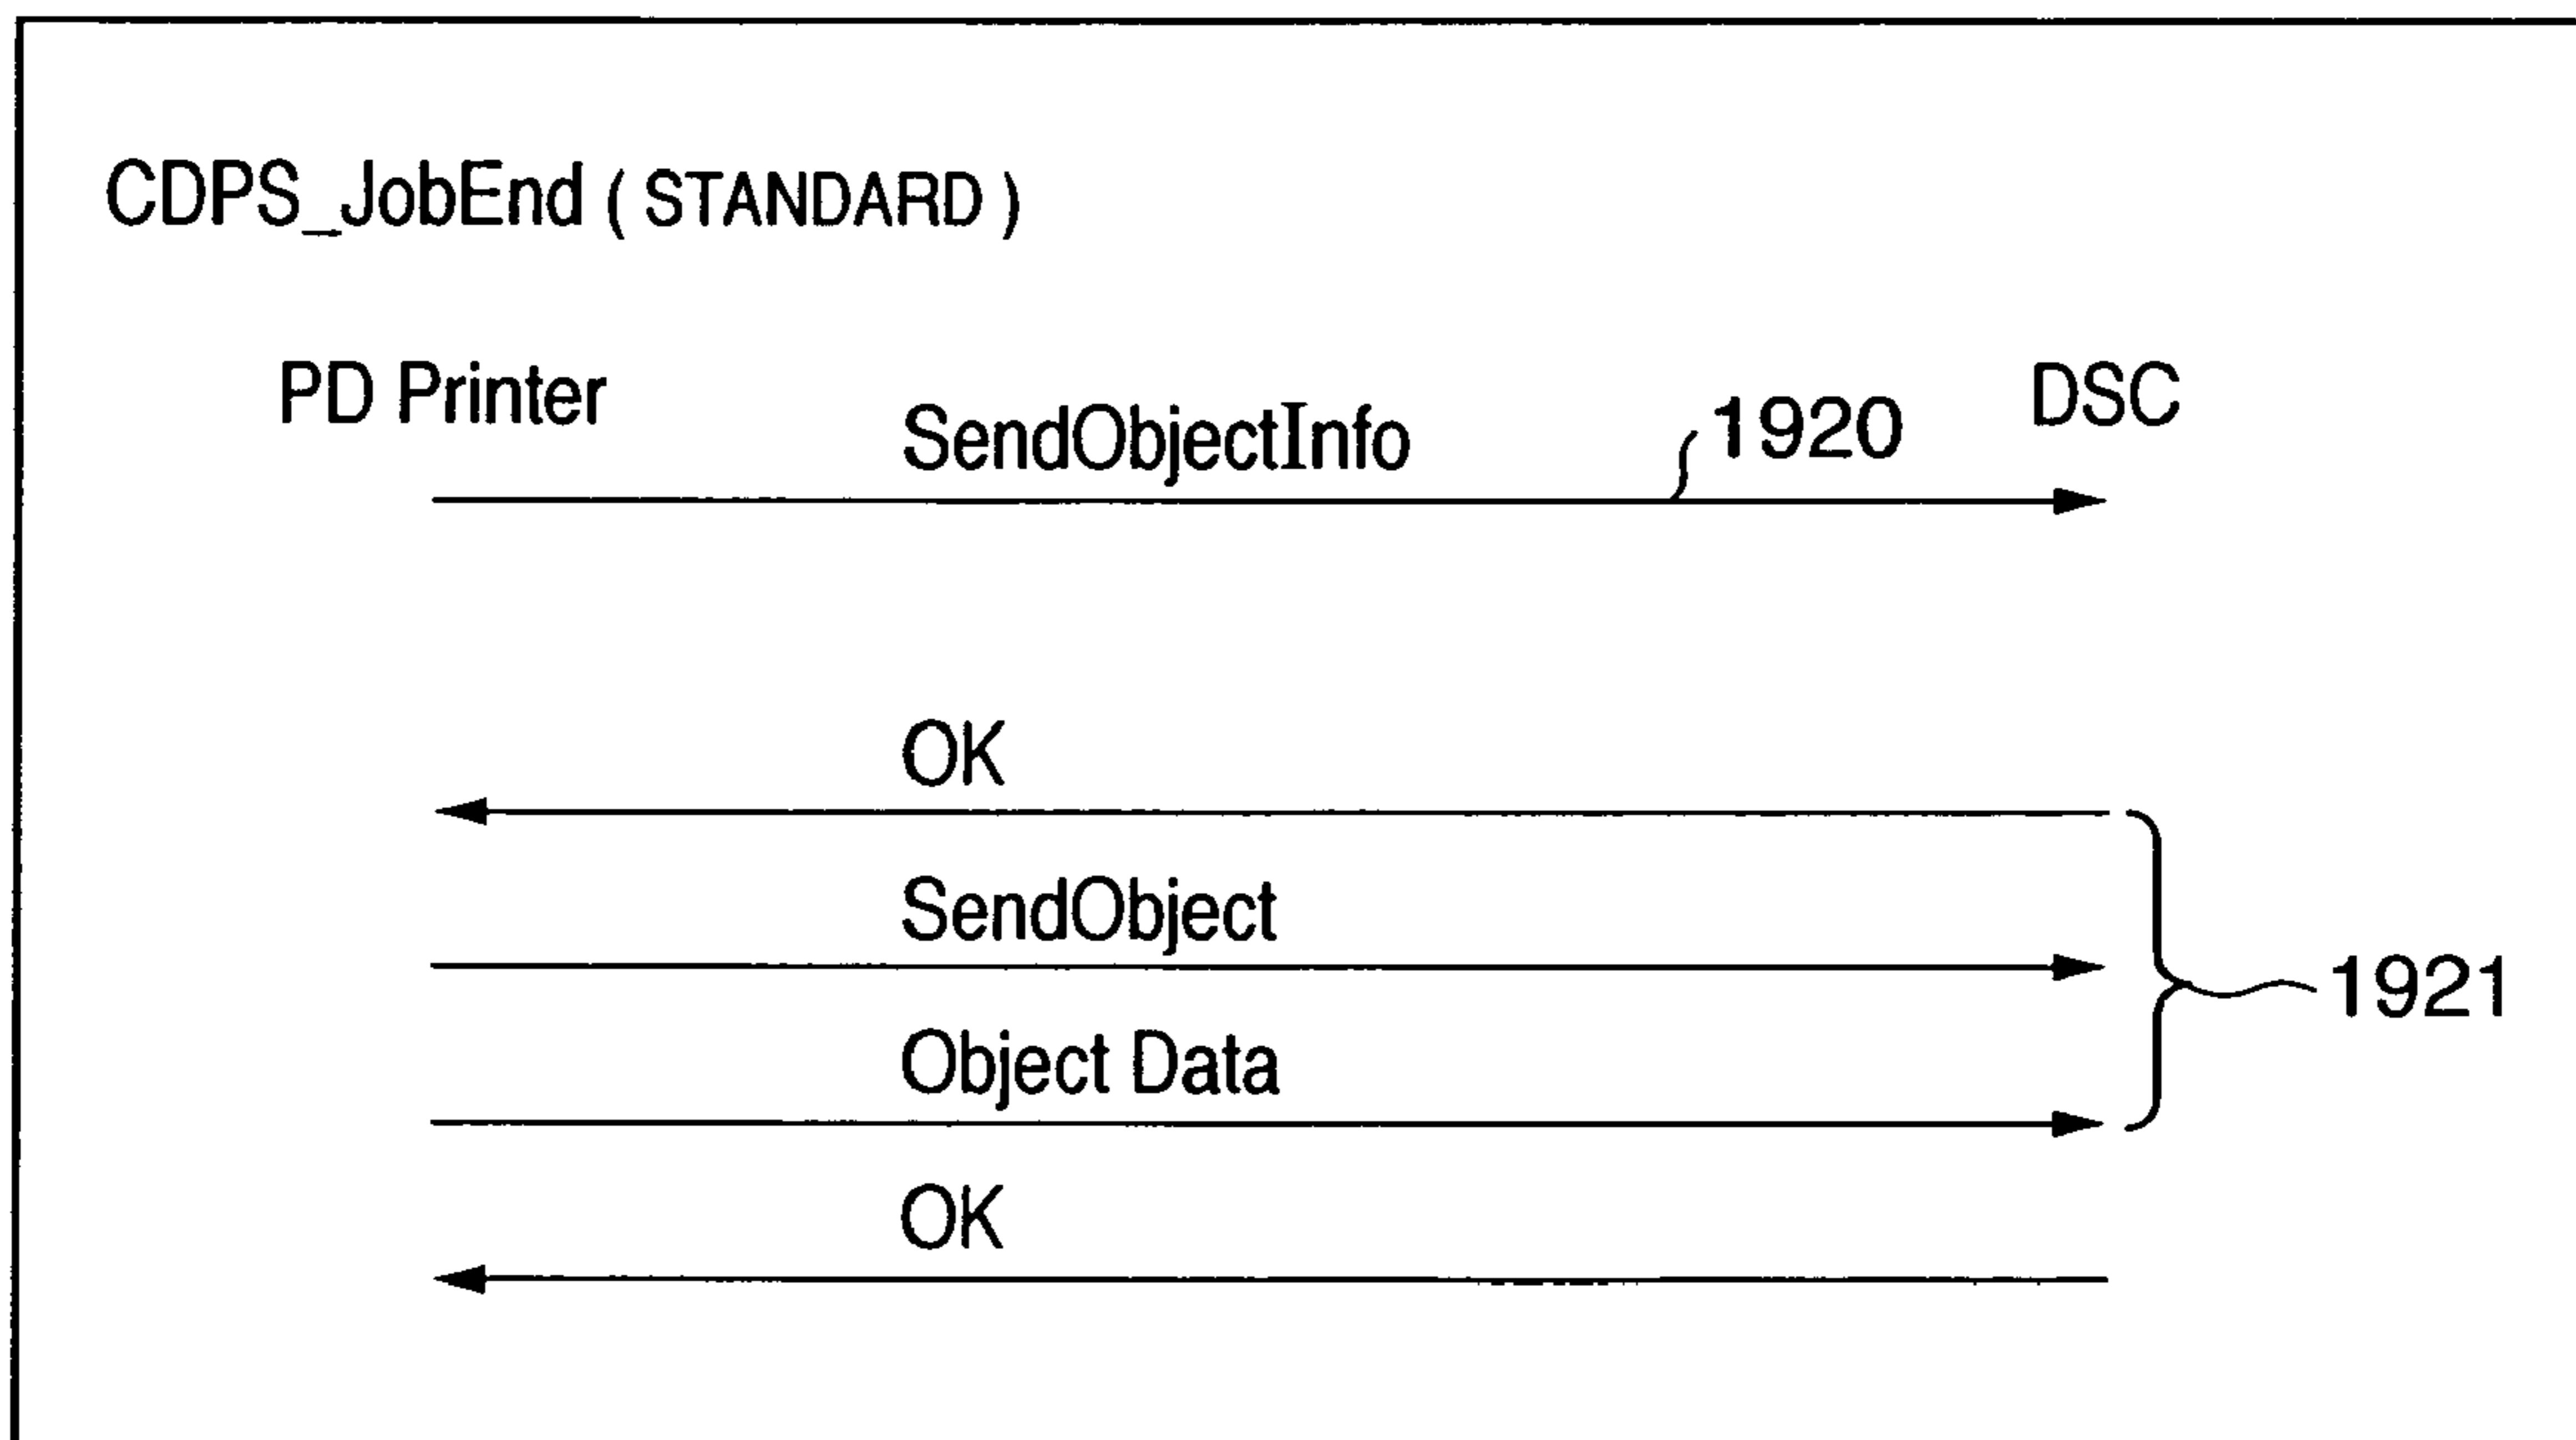 CDPS_JobEnd ( STANDARD )
PD Printer
DSC
SendObjectInfo
1920
OK
SendObject
1921
Object Data
OK